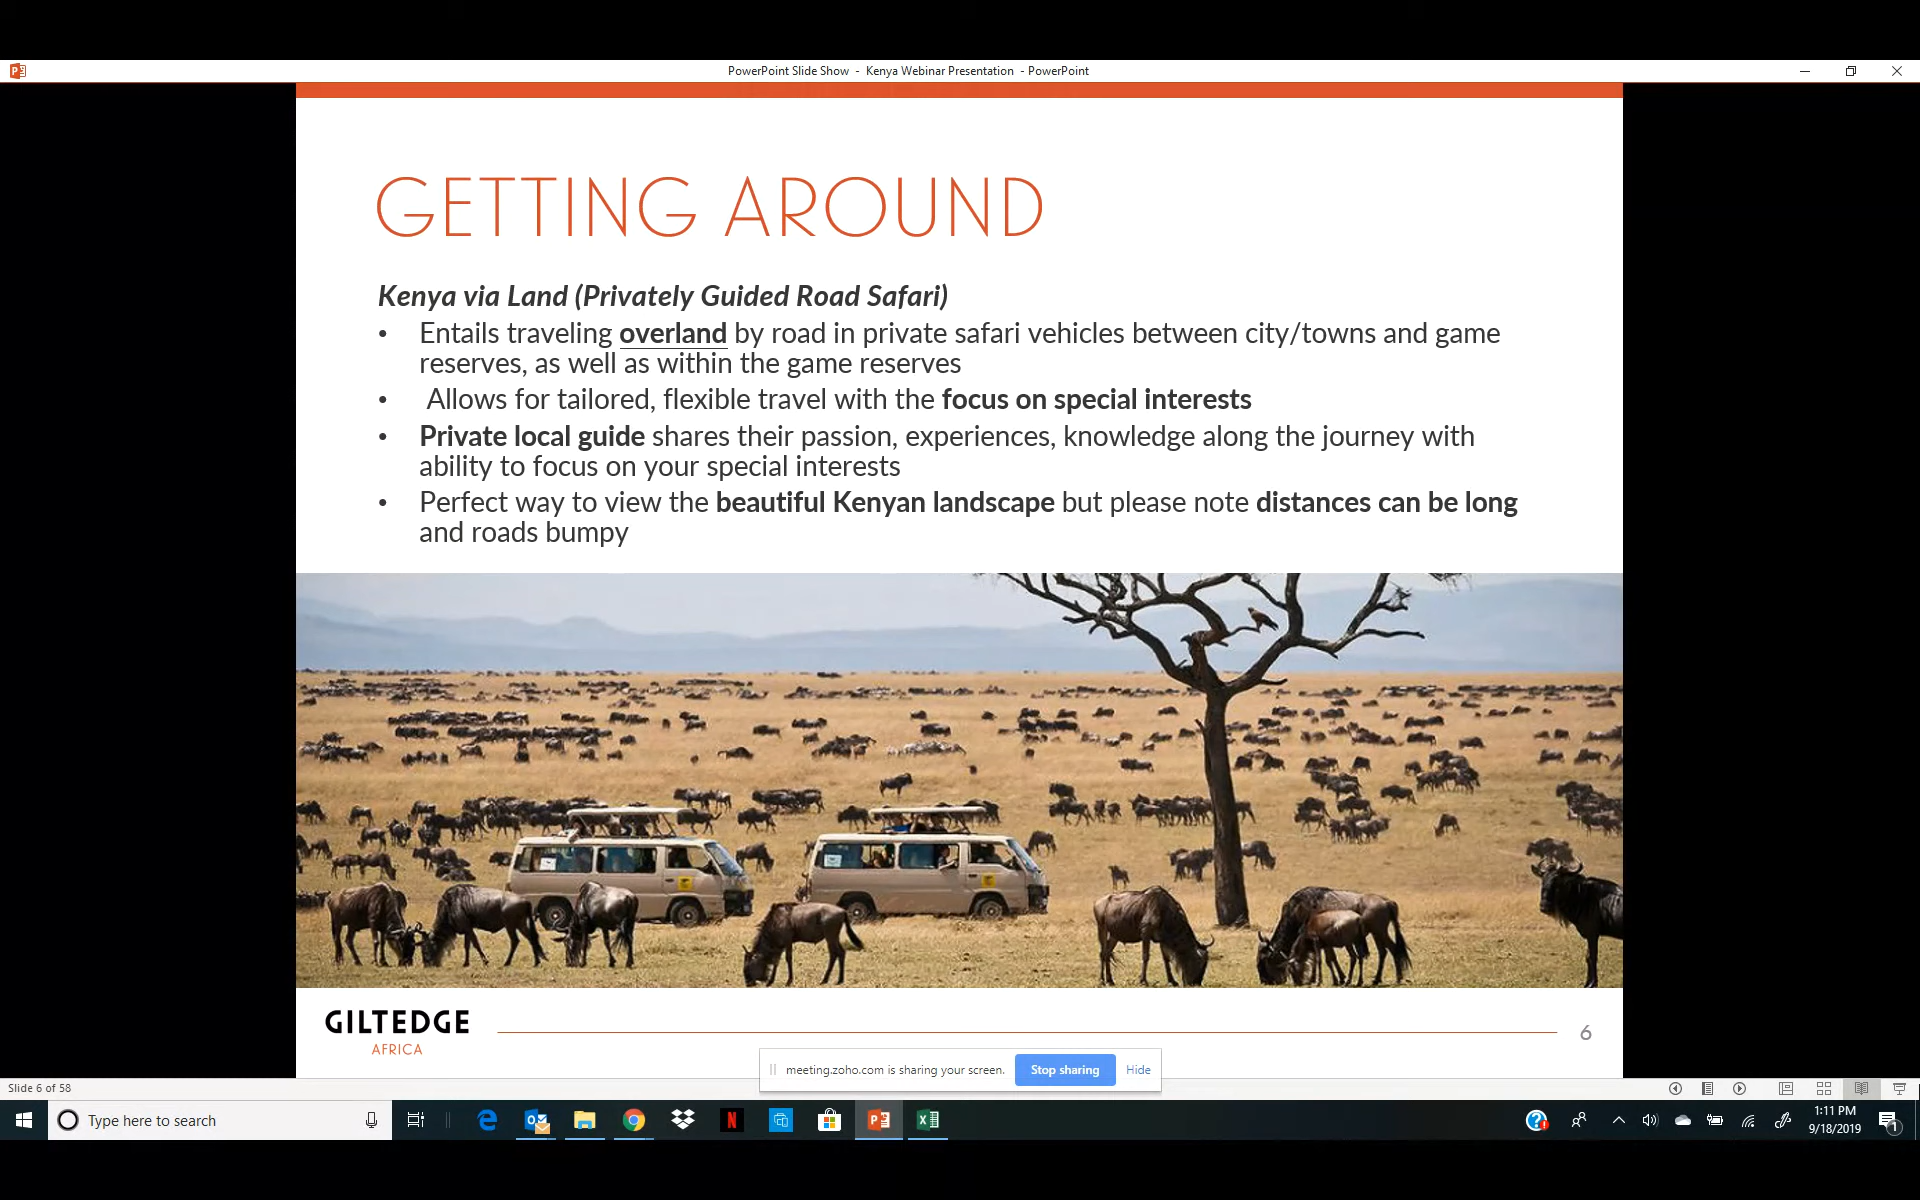 PowerPoint Slide Show - Kenya Webinar Presentation - PowerPoint
GETTING AROUND
Kenya via Land (Privately Guided Road Safari)
• Entails traveling overland by road in private safari vehicles between city/towns and game
reserves, as well as within the game reserves
• Allows for tailored, flexible travel with the focus on special interests
• Private local guide shares their passion, experiences, knowledge along the journey with
ability to focus on your special interests
• Perfect way to view the beautiful Kenyan landscape but please note distances can be long
and roads bumpy
GILTEDGE
AFRICA
6
meeting.zoho.com is sharing your screen.
Stop sharing
Hide
Slide 6 of 58
Type here to search
1:11 PM
9/18/2019
1